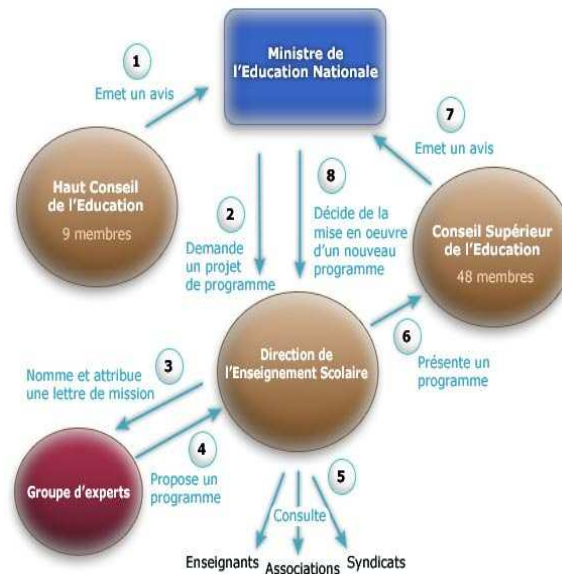 Ministre de
l'Education Nationale
1
Emet un avis
7
Emet un avis
Haut Conseil
de l'Education
9 membres
2
Demande
un projet
de programme
8
Décide de la
mise en oeuvre
d'un nouveau
programme
Conseil Supérieur
de l'Education
48 membres
Direction de
l'Enseignement Scolaire
6
Présente un
programme
3
Nomme et attribue
une lettre de mission
4
Propose un
programme
Groupe d'experts
5
Consulte
Enseignants
Associations
Syndicats